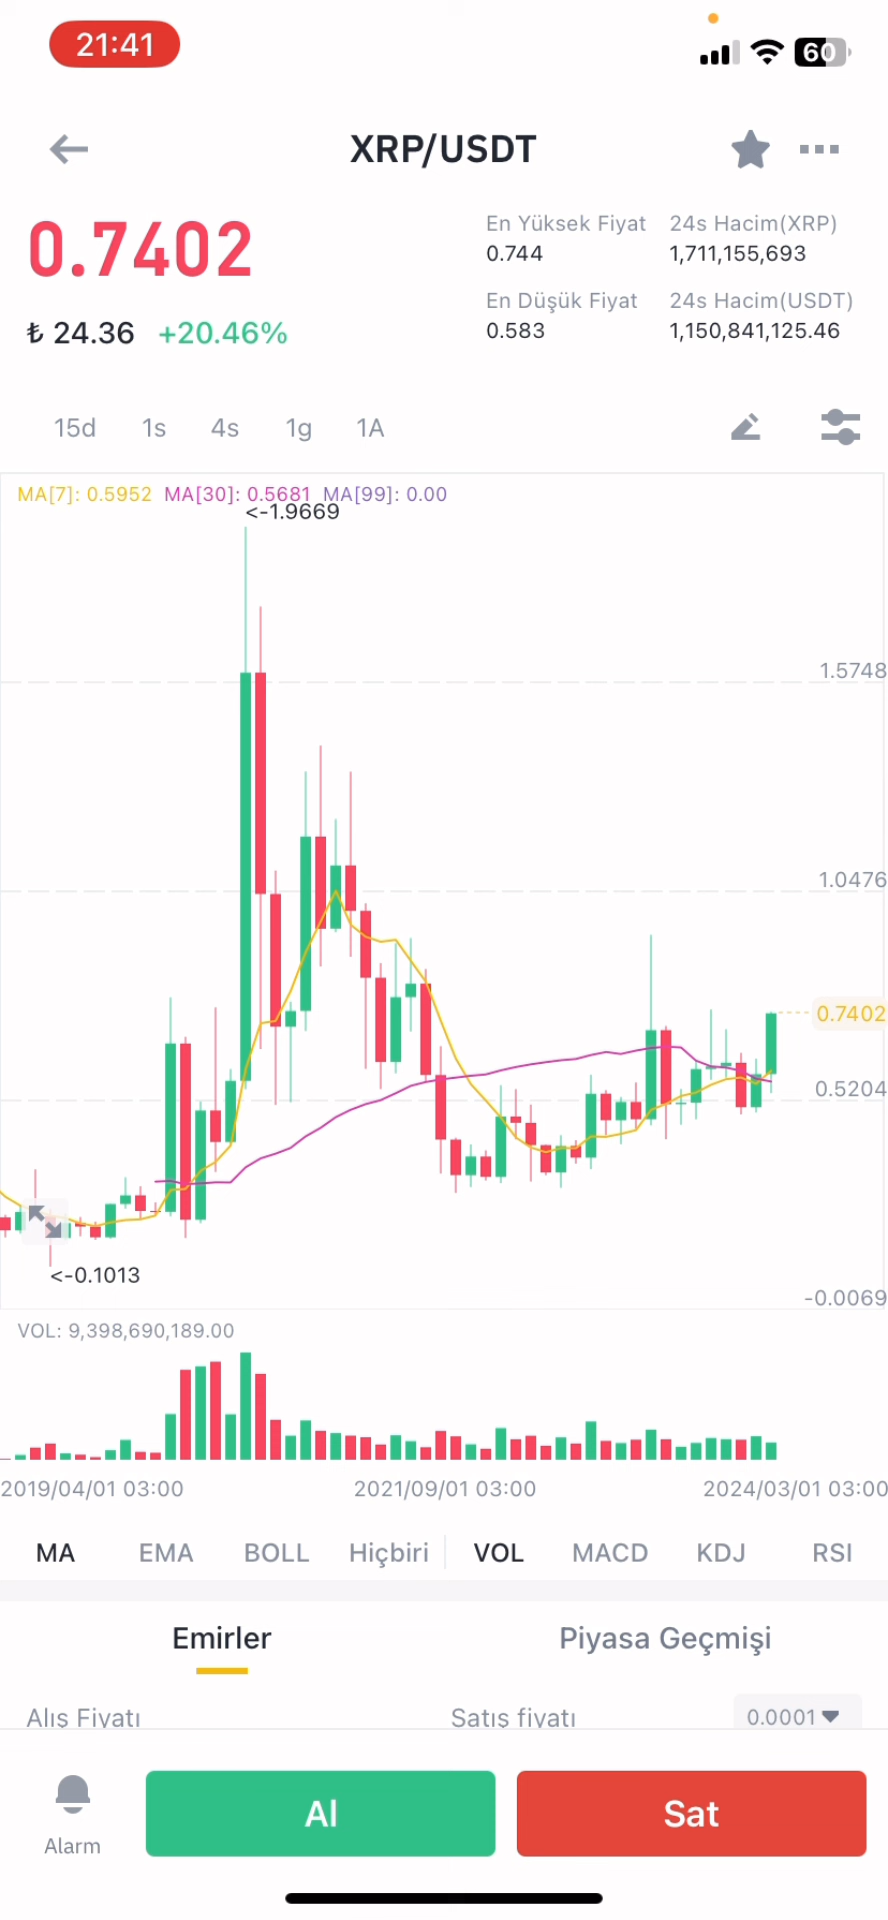 21:41
60
XRP/USDT
0.7402
₺ 24.36 +20.46%
En Yüksek Fiyat
0.744
24s Hacim(XRP)
1,711,155,693
En Düşük Fiyat
0.583
24s Hacim(USDT)
1,150,841,125.46
15d 1s 4s 1g 1A
MA[7]: 0.5952 MA[30]: 0.5681 MA[99]: 0.00
<-1.9669
1.5748
1.0476
0.7402
0.5204
<-0.1013
-0.0069
VOL: 9,398,690,189.00
2019/04/01 03:00 2021/09/01 03:00 2024/03/01 03:00
MA EMA BOLL Hiçbiri VOL MACD KDJ RSI
Emirler Piyasa Geçmişi
Alış Fiyatı Satış fiyatı 0.0001
Alarm
Al
Sat